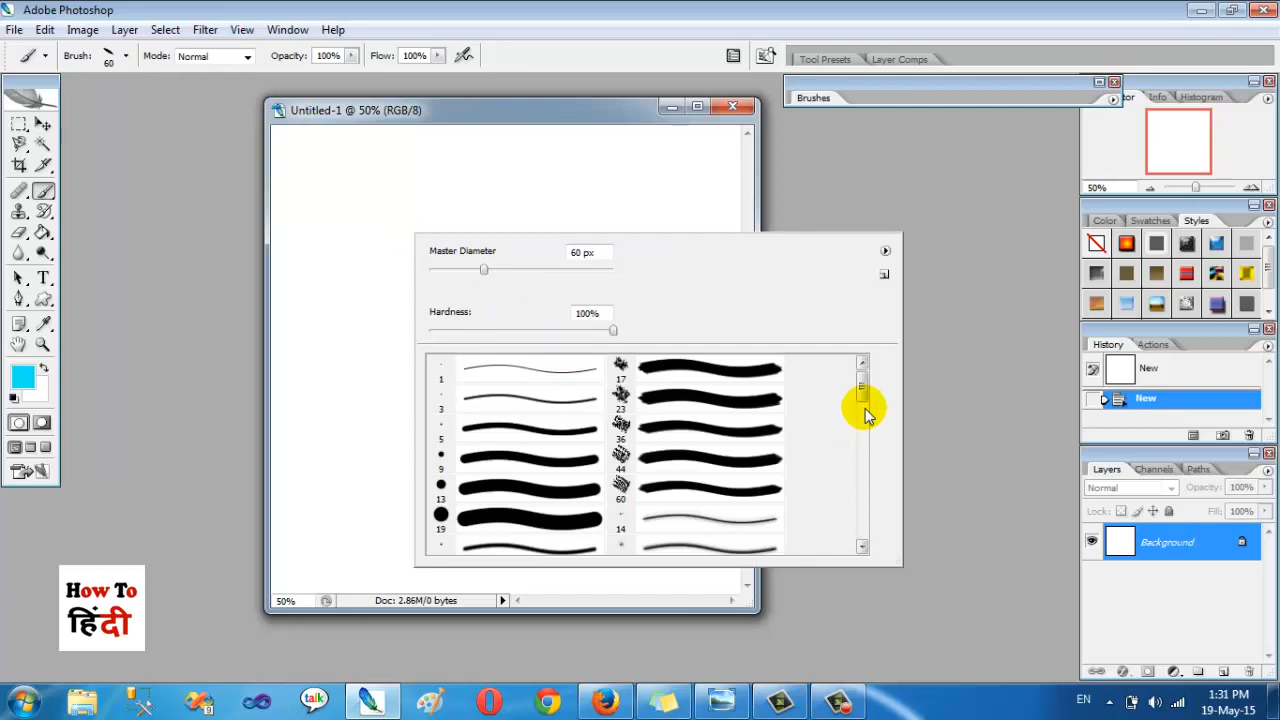 Adobe Photoshop
File Edit Image Layer Select Filter View Window Help
Brush: 60 Mode: Normal Opacity: 100% Flow: 100%
Tool Presets Layer Comps
Brushes
tor Info Histogram
Untitled-1 @ 50% (RGB/8)
50%
Color Swatches Styles
Master Diameter 60 px
Hardness: 100%
1 17
3 23
5 36
9 44
13 60
19 14
History Actions
New
New
Layers Channels Paths
Normal Opacity: 100%
Lock: Fill: 100%
Background
50% Doc: 2.86M/0 bytes
How To
हिंदी
talk
EN 1:31 PM
19-May-15